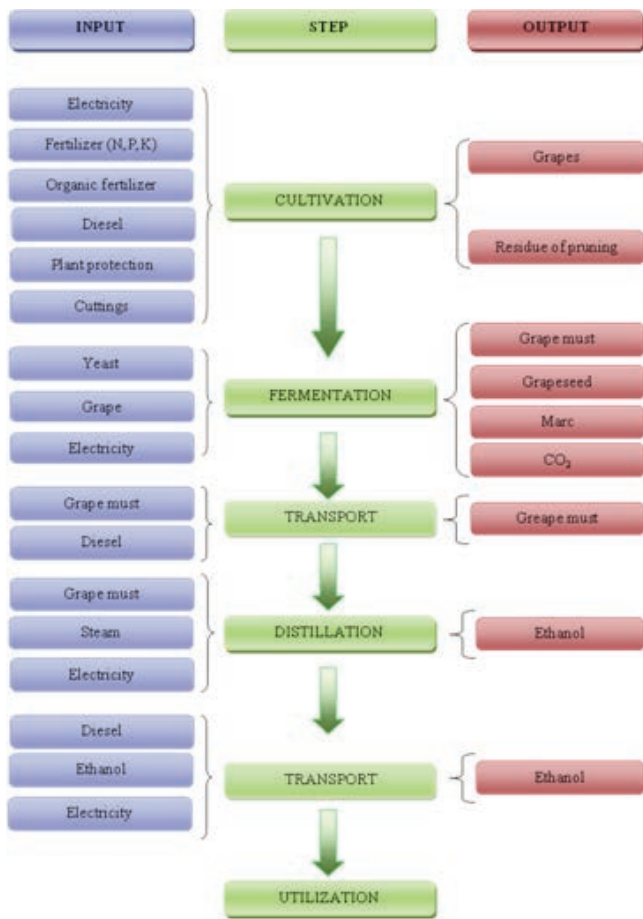 INPUT
STEP
OUTPUT
Electricity
Fertilizer (N, P, K)
Organic fertilizer
Diesel
Plant protection
Cuttings
CULTIVATION
Grapes
Residue of pruning
Yeast
Grape
Electricity
FERMENTATION
Grape must
Grapeseed
Marc
CO₂
Grape must
Diesel
TRANSPORT
Greape must
Grape must
Steam
Electricity
DISTILLATION
Ethanol
Diesel
Ethanol
Electricity
TRANSPORT
Ethanol
UTILIZATION